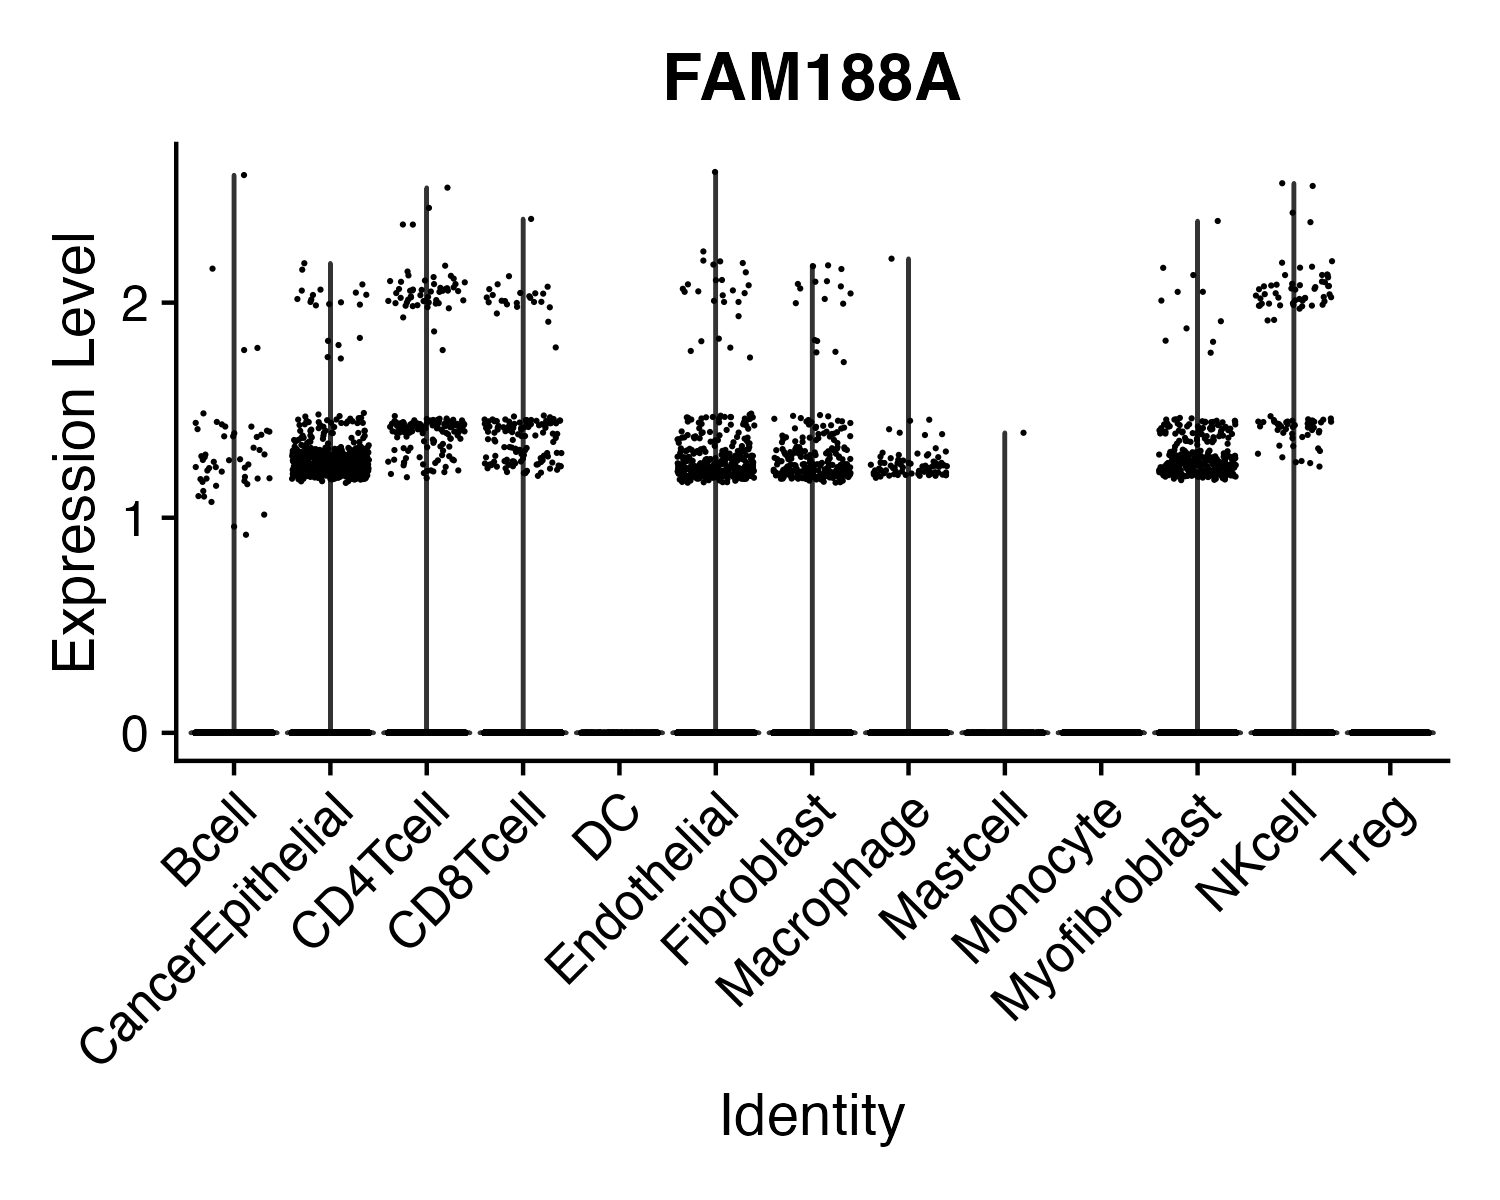 FAM188A
Expression Level
2
1
0
Bcell
CancerEpithelial
CD4Tcell
CD8Tcell
DC
Endothelial
Fibroblast
Macrophage
Mastcell
Monocyte
Myofibroblast
NKcell
Treg
Identity